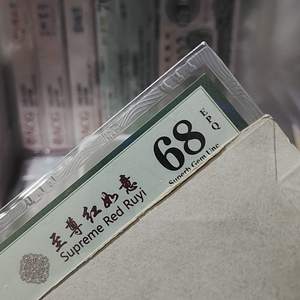 至尊红如意
Supreme Red Ruyi
68
EPQ
Superb Gem Unc